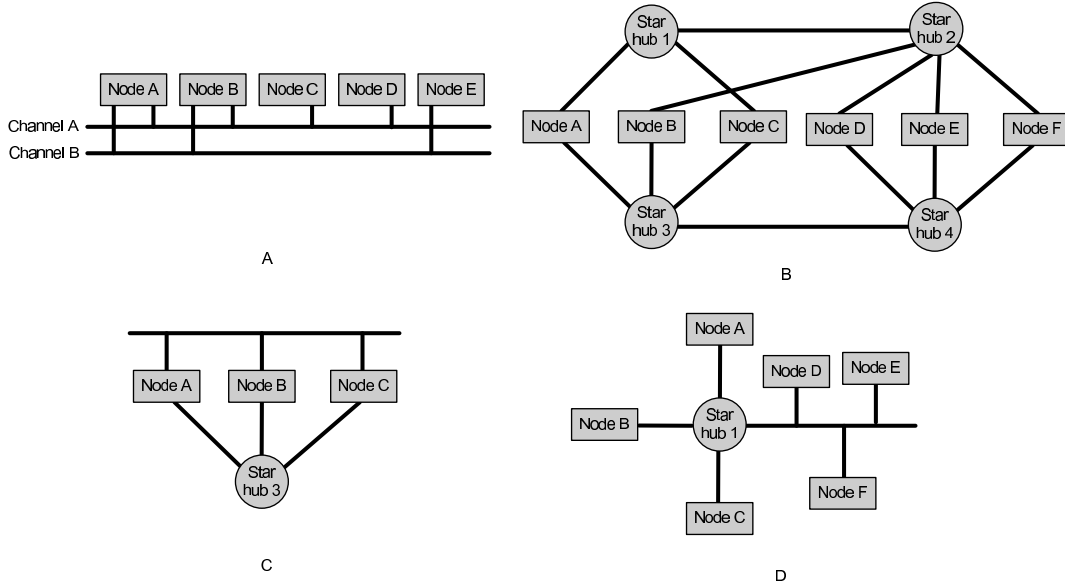 Node A
Node B
Node C
Node D
Node E
Channel A
Channel B
A
Star
hub 1
Star
hub 2
Node A
Node B
Node C
Node D
Node E
Node F
Star
hub 3
Star
hub 4
B
Node A
Node B
Node C
Star
hub 3
C
Node A
Node D
Node E
Node B
Star
hub 1
Node F
Node C
D